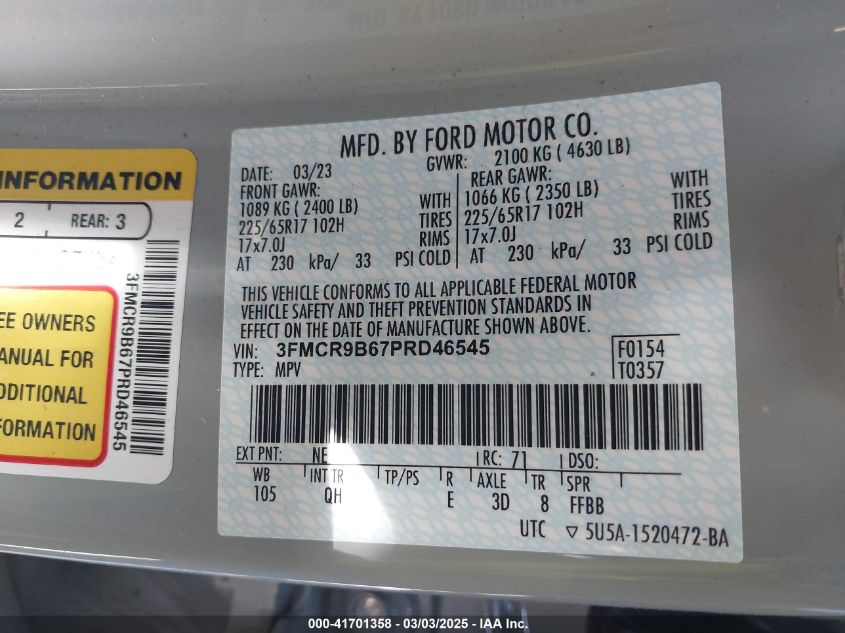 INFORMATION
2 REAR: 3
EE OWNERS
ANUAL FOR
DDITIONAL
FORMATION
3FMCR9B67PRD46545
MFD. BY FORD MOTOR CO.
DATE: 03/23 GVWR: 2100 KG ( 4630 LB)
FRONT GAWR: REAR GAWR:
1089 KG ( 2400 LB) WITH 1066 KG ( 2350 LB) WITH
225/65R17 102H TIRES 225/65R17 102H TIRES
17x7.0J RIMS 17x7.0J RIMS
AT 230 kPa/ 33 PSI COLD AT 230 kPa/ 33 PSI COLD
THIS VEHICLE CONFORMS TO ALL APPLICABLE FEDERAL MOTOR
VEHICLE SAFETY AND THEFT PREVENTION STANDARDS IN
EFFECT ON THE DATE OF MANUFACTURE SHOWN ABOVE.
VIN: 3FMCR9B67PRD46545 F0154
TYPE: MPV T0357
EXT PNT: NE RC: 71 DSO:
WB INT TR TP/PS R AXLE TR SPR
105 QH E 3D 8 FFBB
UTC ▽ 5U5A-1520472-BA
000-41701358 - 03/03/2025 - IAA Inc.